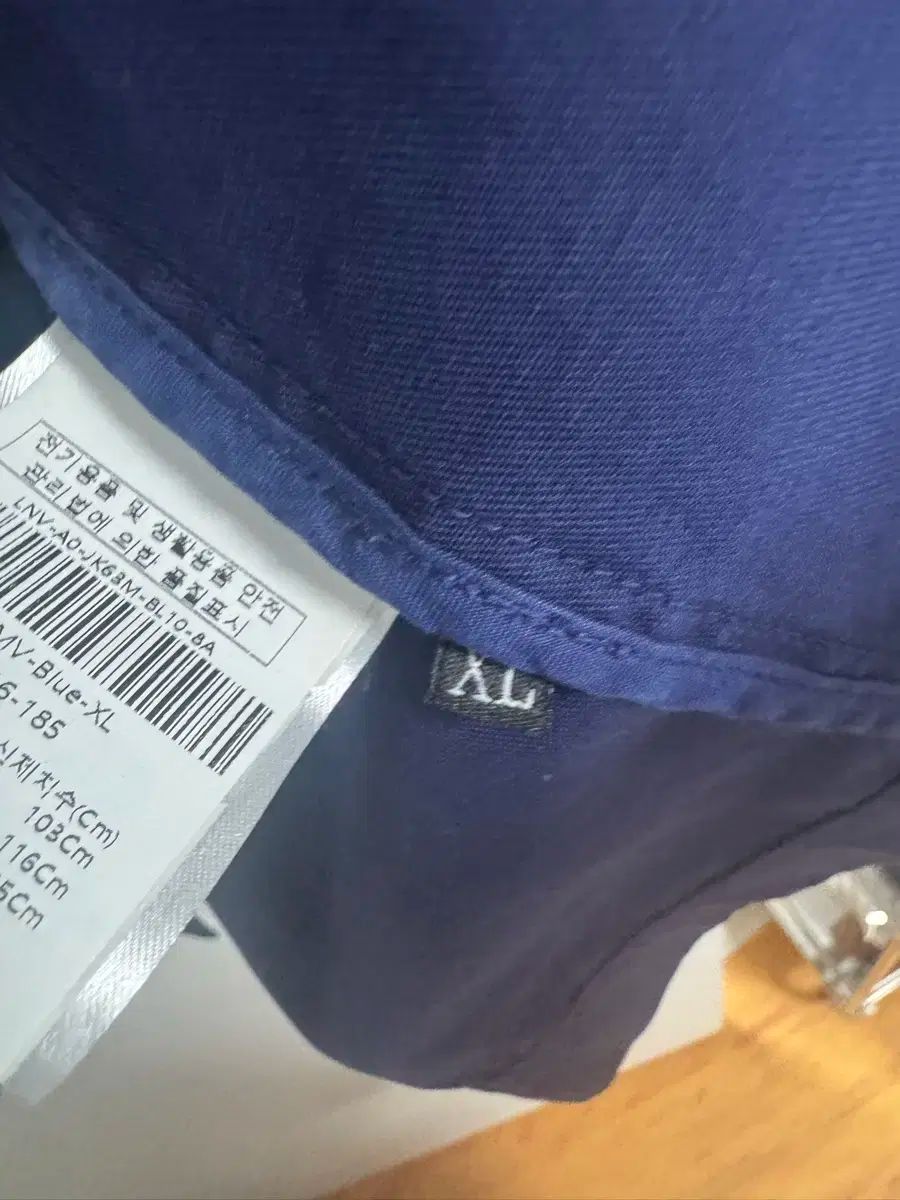 전기용품 및 생활용품 안전
관리법에 의한 품질표시
LNV-A0-JK63M-BL10-8A
MV-Blue-XL
6-185
실제치수(Cm)
103Cm
116Cm
5Cm
XL